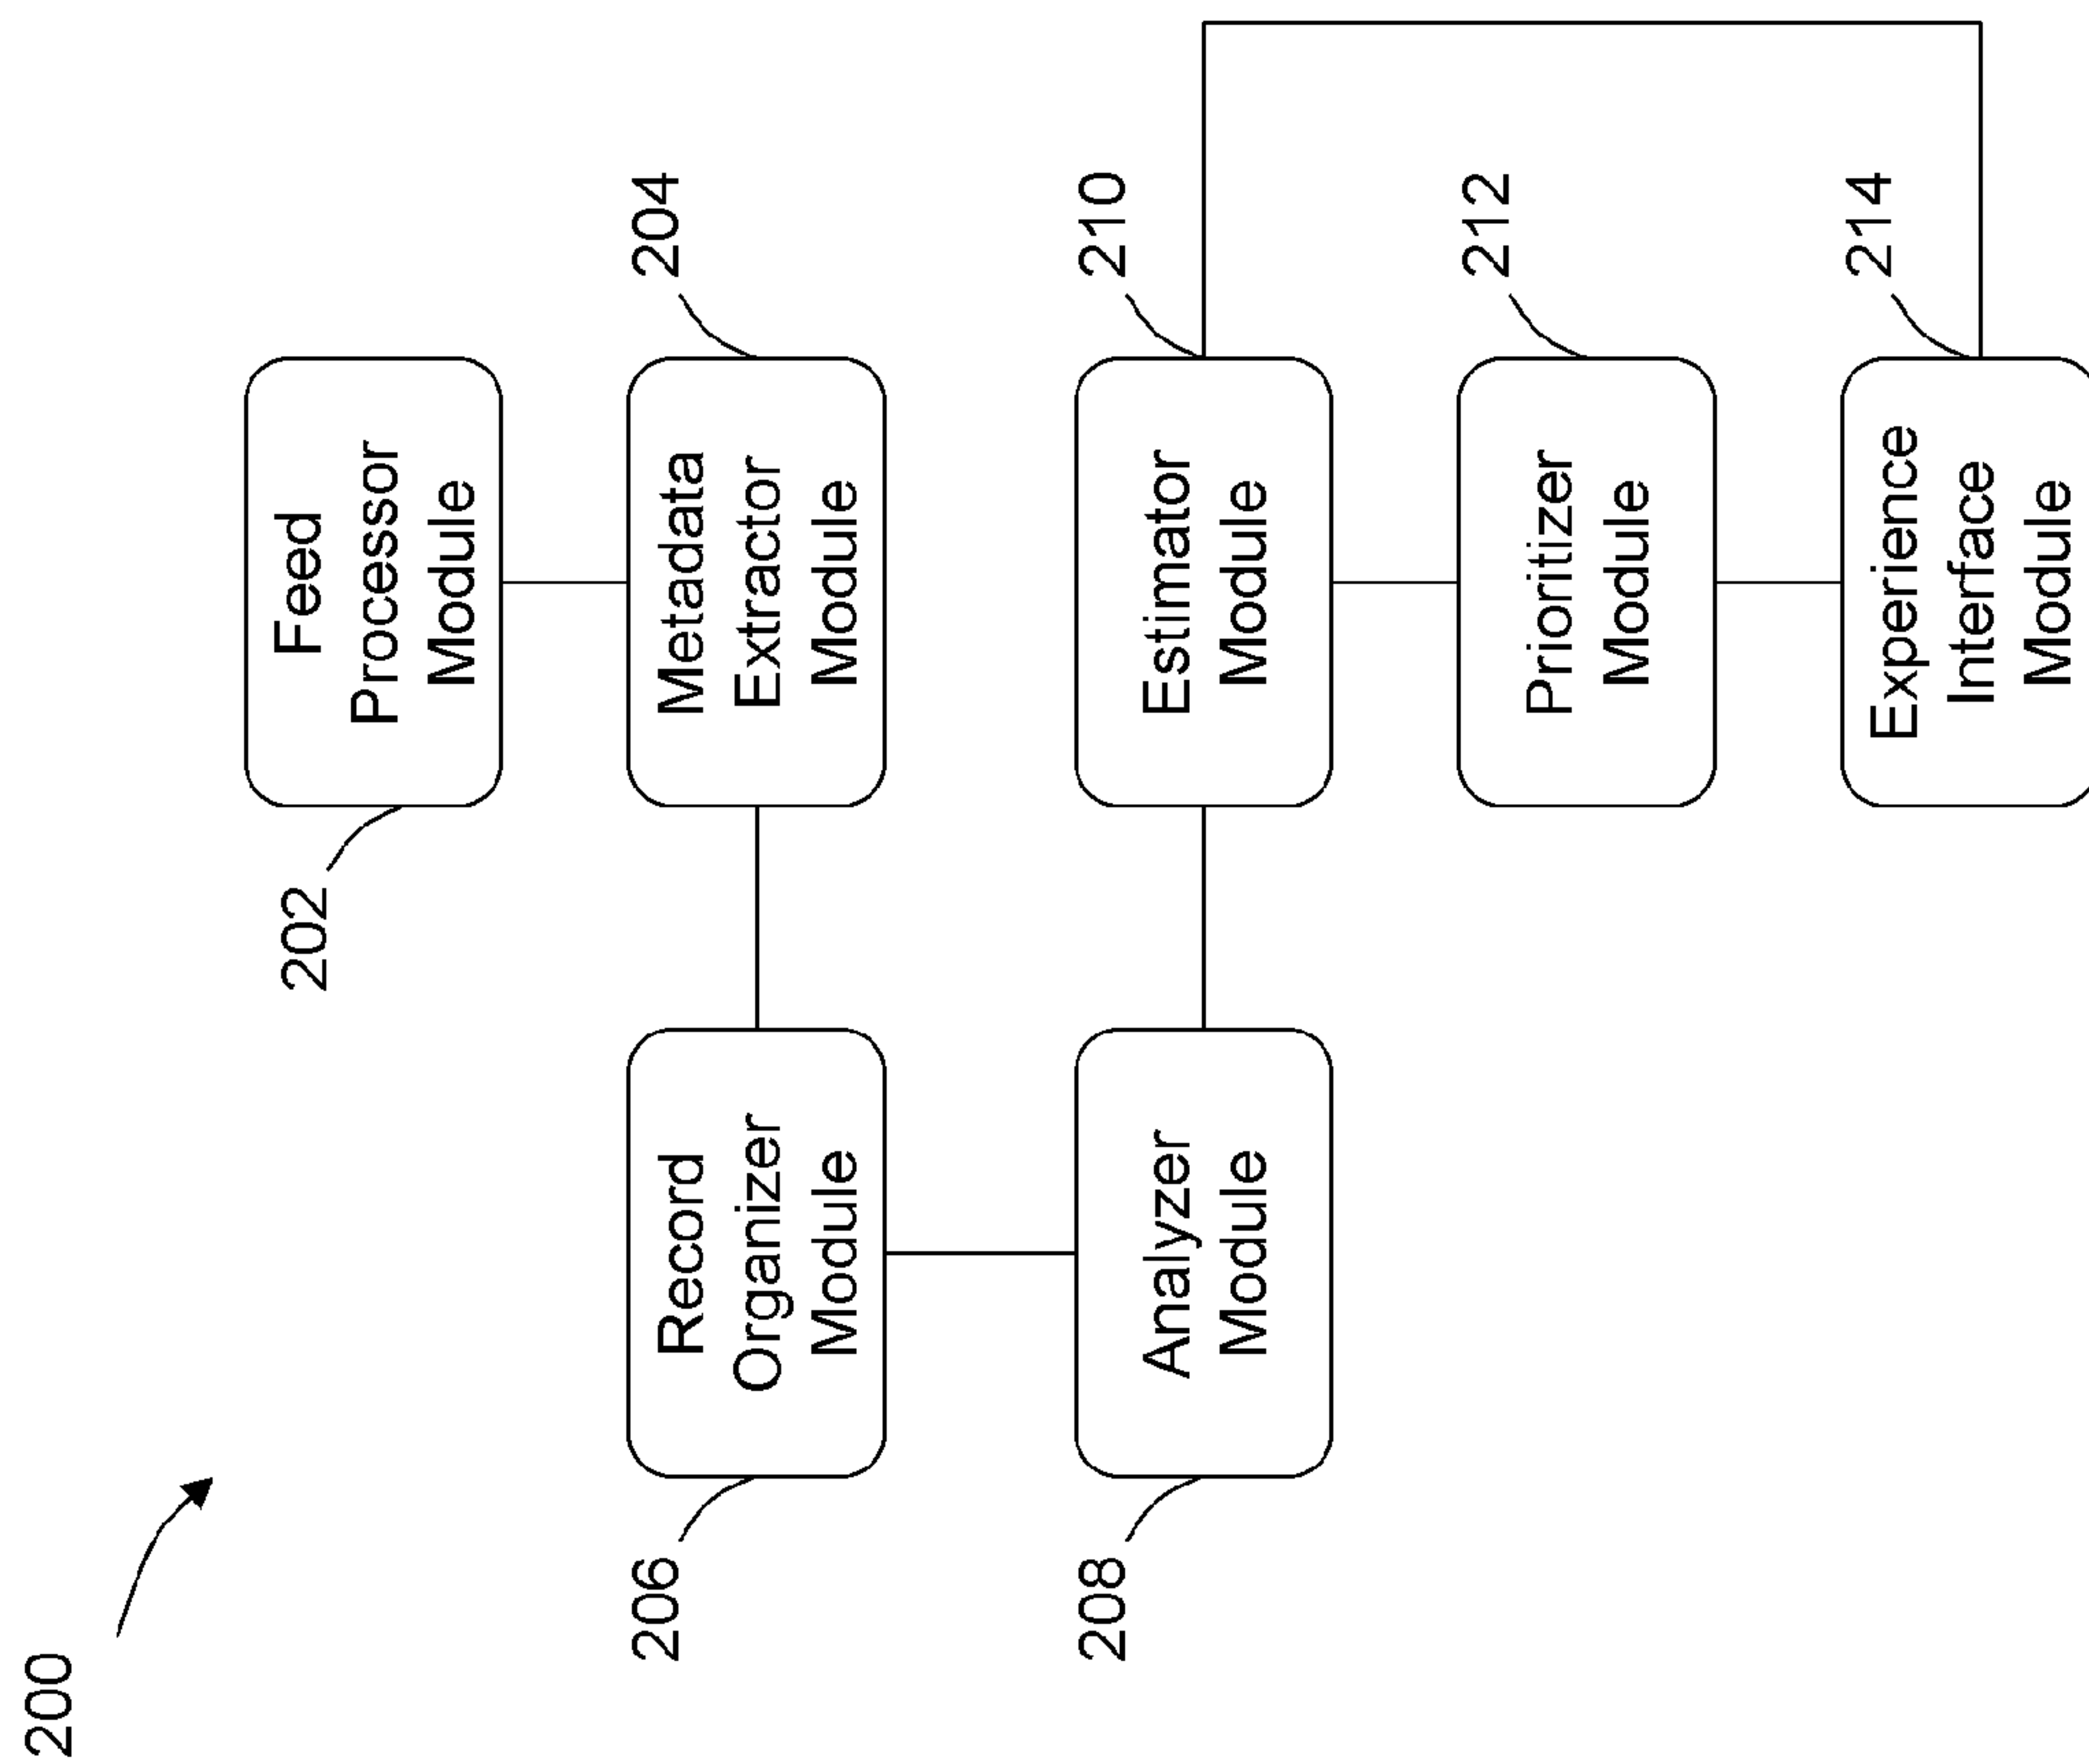 200
202
Feed
Processor
Module
206
Record
Organizer
Module
Metadata
Extractor
Module
204
208
Analyzer
Module
Estimator
Module
210
Prioritizer
Module
212
Experience
Interface
Module
214